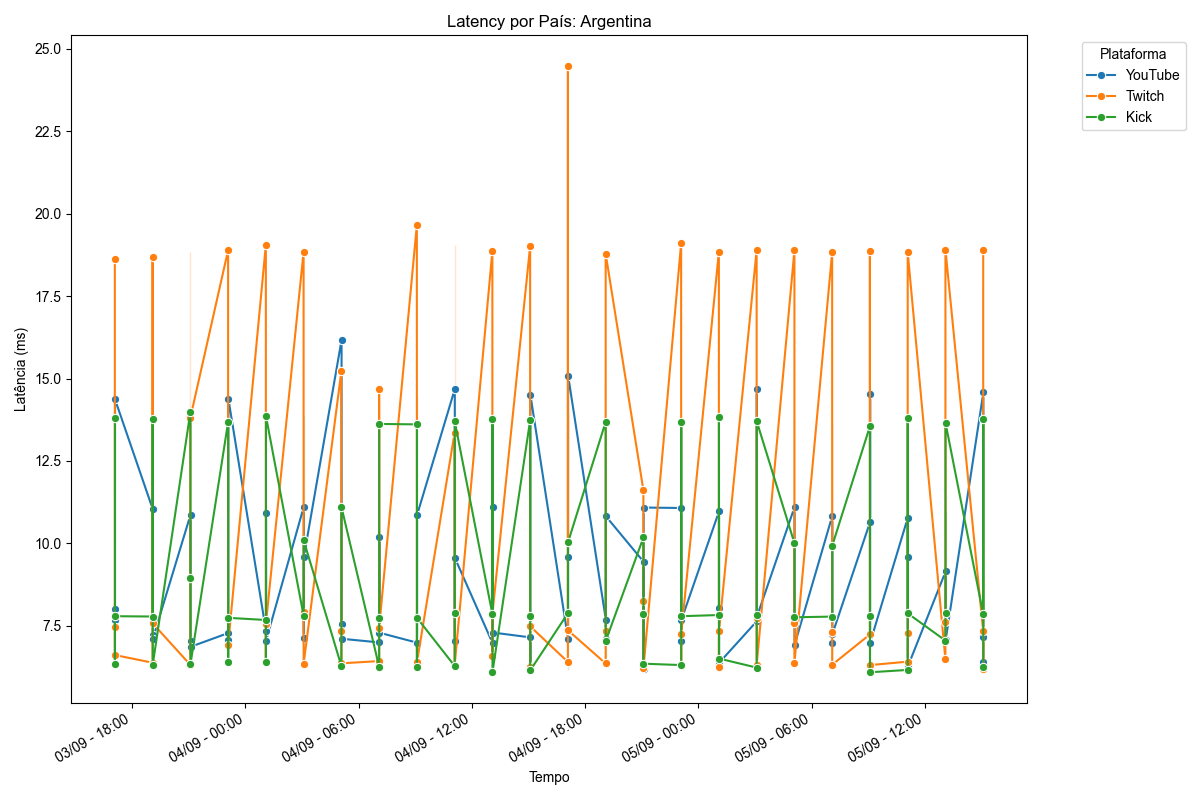 Latency por País: Argentina
Plataforma
YouTube
Twitch
Kick
Latência (ms)
25.0
22.5
20.0
17.5
15.0
12.5
10.0
7.5
03/09 - 18:00
04/09 - 00:00
04/09 - 06:00
04/09 - 12:00
04/09 - 18:00
05/09 - 00:00
05/09 - 06:00
05/09 - 12:00
Tempo